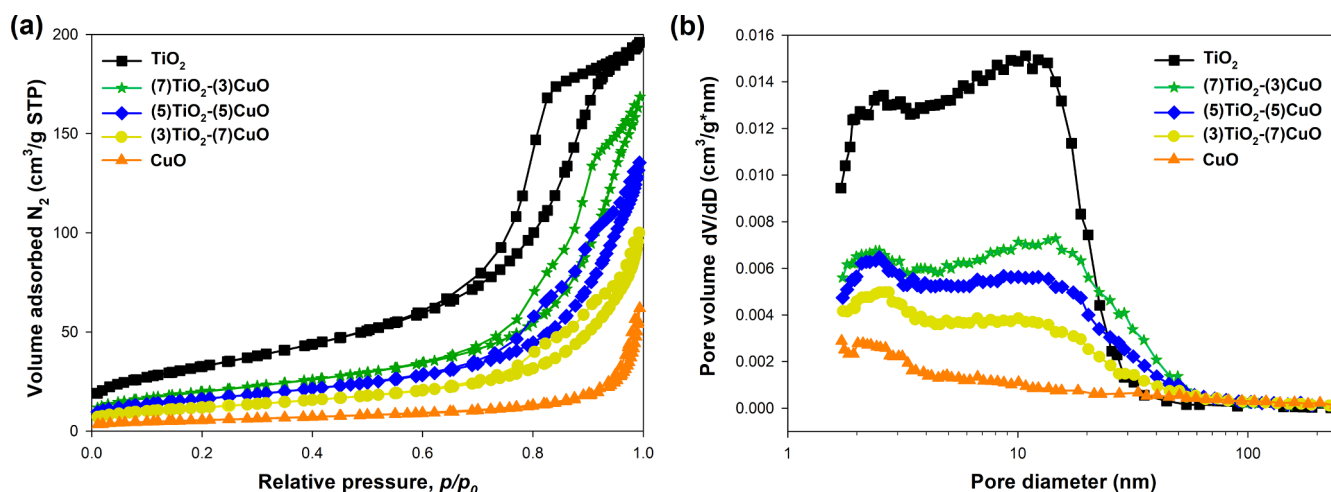 (a)
200
150
100
50
0
Volume adsorbed N₂ (cm³/g STP)
TiO₂
(7)TiO₂-(3)CuO
(5)TiO₂-(5)CuO
(3)TiO₂-(7)CuO
CuO
0.0 0.2 0.4 0.6 0.8 1.0
Relative pressure, p/p₀
(b)
0.016
0.014
0.012
0.010
0.008
0.006
0.004
0.002
0.000
Pore volume dV/dD (cm³/g*nm)
TiO₂
(7)TiO₂-(3)CuO
(5)TiO₂-(5)CuO
(3)TiO₂-(7)CuO
CuO
1 10 100
Pore diameter (nm)